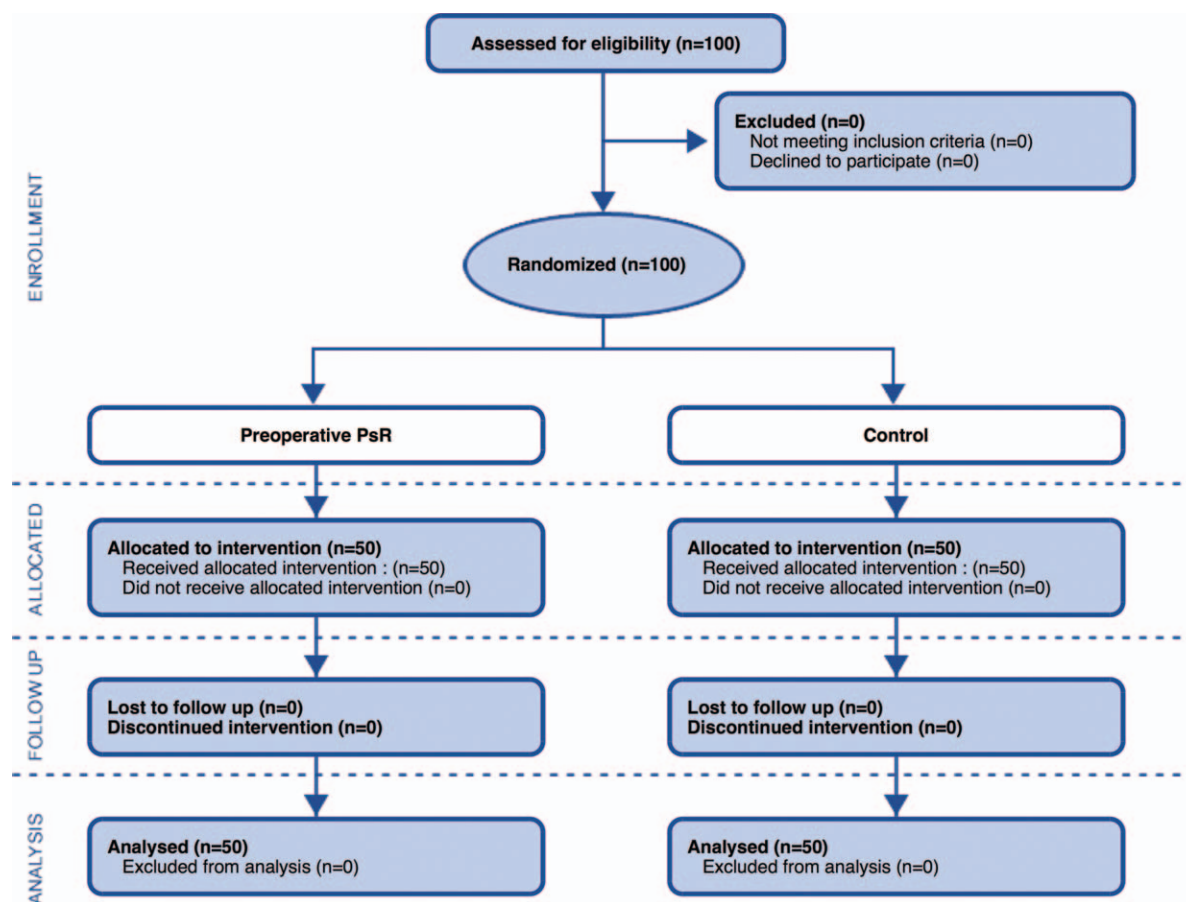 Assessed for eligibility (n=100)
Excluded (n=0)
Not meeting inclusion criteria (n=0)
Declined to participate (n=0)
ENROLLMENT
Randomized (n=100)
Preoperative PsR
Control
ALLOCATED
Allocated to intervention (n=50)
Received allocated intervention : (n=50)
Did not receive allocated intervention (n=0)
Allocated to intervention (n=50)
Received allocated intervention : (n=50)
Did not receive allocated intervention (n=0)
FOLLOW UP
Lost to follow up (n=0)
Discontinued intervention (n=0)
Lost to follow up (n=0)
Discontinued intervention (n=0)
ANALYSIS
Analysed (n=50)
Excluded from analysis (n=0)
Analysed (n=50)
Excluded from analysis (n=0)